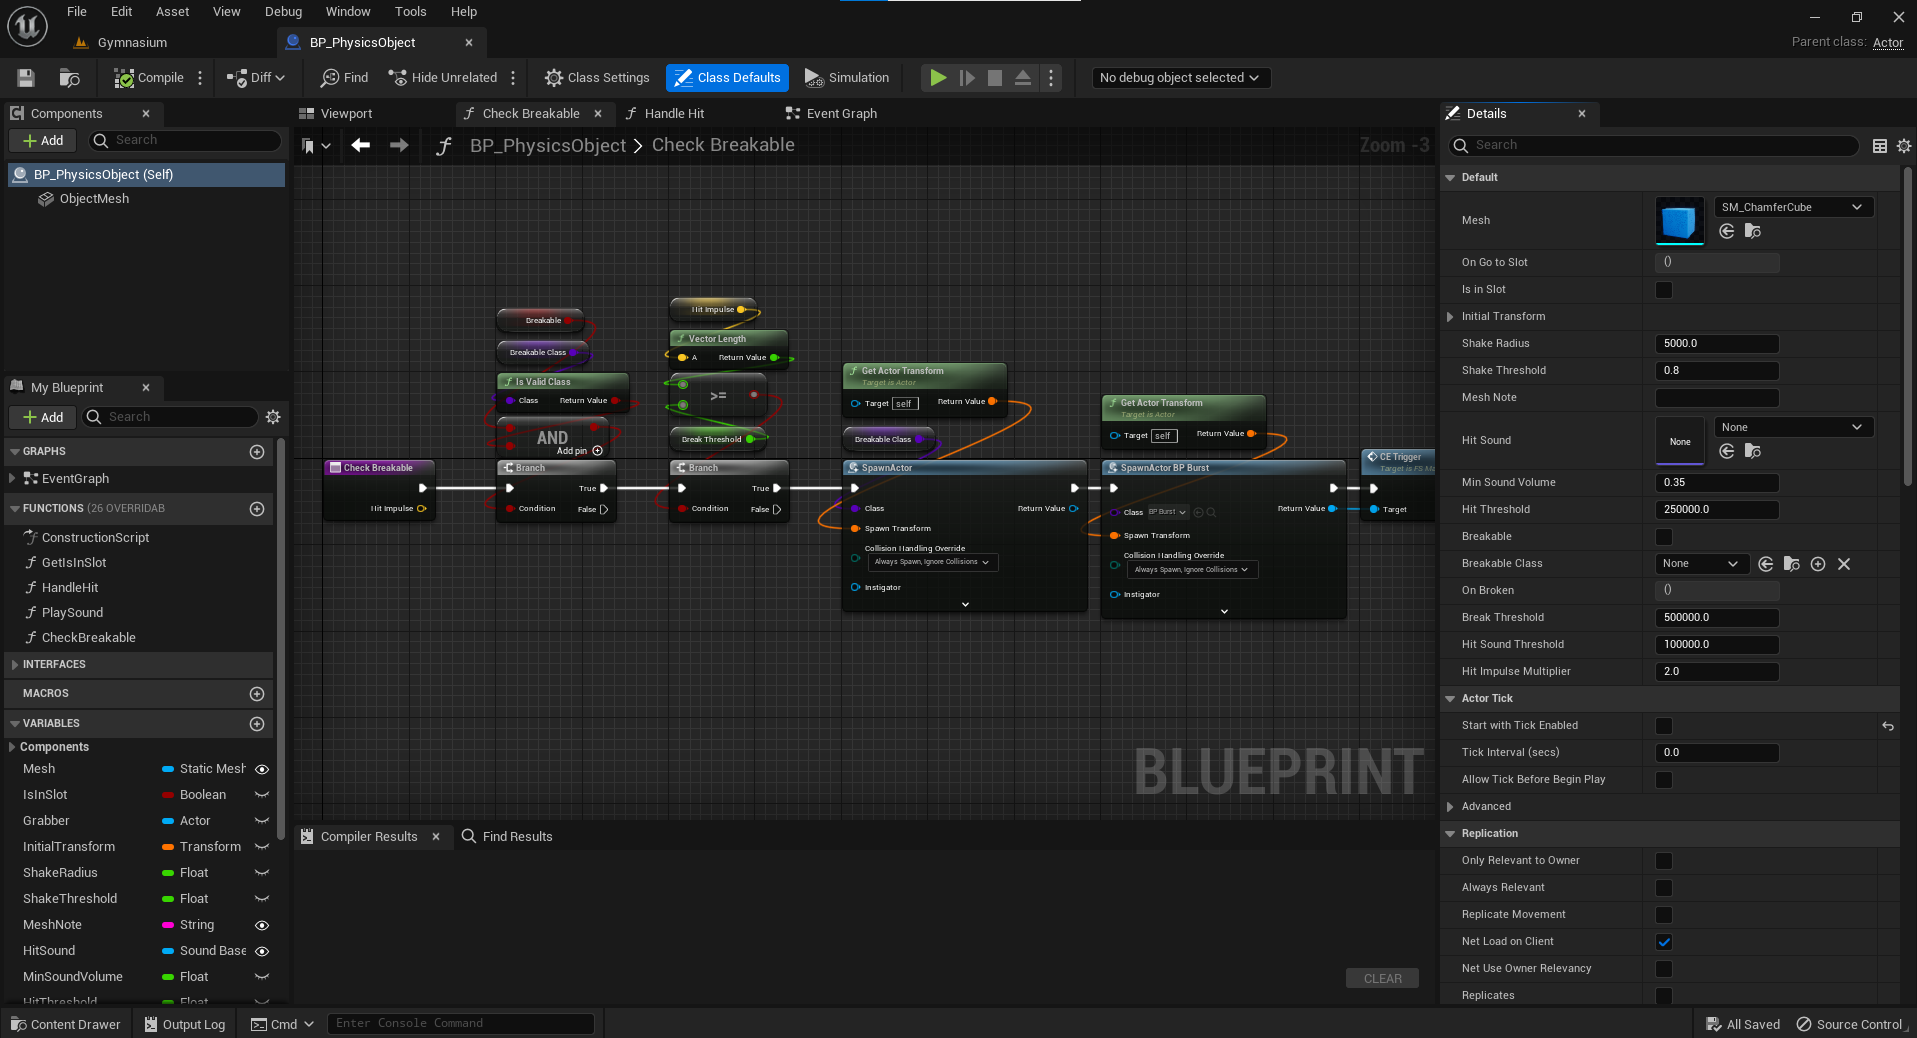 File Edit Asset View Debug Window Tools Help
Gymnasium
BP_PhysicsObject
Parent class: Actor
Compile
Diff
Find
Hide Unrelated
Class Settings
Class Defaults
Simulation
No debug object selected
Components
Add
Search
BP_PhysicsObject (Self)
ObjectMesh
My Blueprint
Add
Search
GRAPHS
EventGraph
FUNCTIONS (26 OVERRIDAB
ConstructionScript
GetIsInSlot
HandleHit
PlaySound
CheckBreakable
INTERFACES
MACROS
VARIABLES
Components
Mesh Static Mesh
IsInSlot Boolean
Grabber Actor
InitialTransform Transform
ShakeRadius Float
ShakeThreshold Float
MeshNote String
HitSound Sound Base
MinSoundVolume Float
HitThreshold Float
Viewport
Check Breakable
Handle Hit
Event Graph
BP_PhysicsObject > Check Breakable
Zoom -3
Breakable
Breakable Class
Is Valid Class
Class Return Value
AND
Add pin
Hit Impulse
Vector Length
A Return Value
>=
Break Threshold
Get Actor Transform
Target is Actor
Target self Return Value
Breakable Class
Get Actor Transform
Target is Actor
Target self Return Value
Check Breakable
Hit Impulse
Branch
True
Condition False
Branch
True
Condition False
SpawnActor
Class Return Value
Spawn Transform
Collision Handling Override
Always Spawn, Ignore Collisions
Instigator
SpawnActor BP Burst
Class BP Burst Return Value
Spawn Transform
Collision Handling Override
Always Spawn, Ignore Collisions
Instigator
CE Trigger
Target is FS Ma
Target
BLUEPRINT
Compiler Results
Find Results
CLEAR
Details
Search
Default
Mesh
SM_ChamferCube
On Go to Slot ()
Is in Slot
Initial Transform
Shake Radius 5000.0
Shake Threshold 0.8
Mesh Note
Hit Sound None None
Min Sound Volume 0.35
Hit Threshold 250000.0
Breakable
Breakable Class None
On Broken ()
Break Threshold 500000.0
Hit Sound Threshold 100000.0
Hit Impulse Multiplier 2.0
Actor Tick
Start with Tick Enabled
Tick Interval (secs) 0.0
Allow Tick Before Begin Play
Advanced
Replication
Only Relevant to Owner
Always Relevant
Replicate Movement
Net Load on Client
Net Use Owner Relevancy
Replicates
Content Drawer
Output Log
Cmd
Enter Console Command
All Saved
Source Control